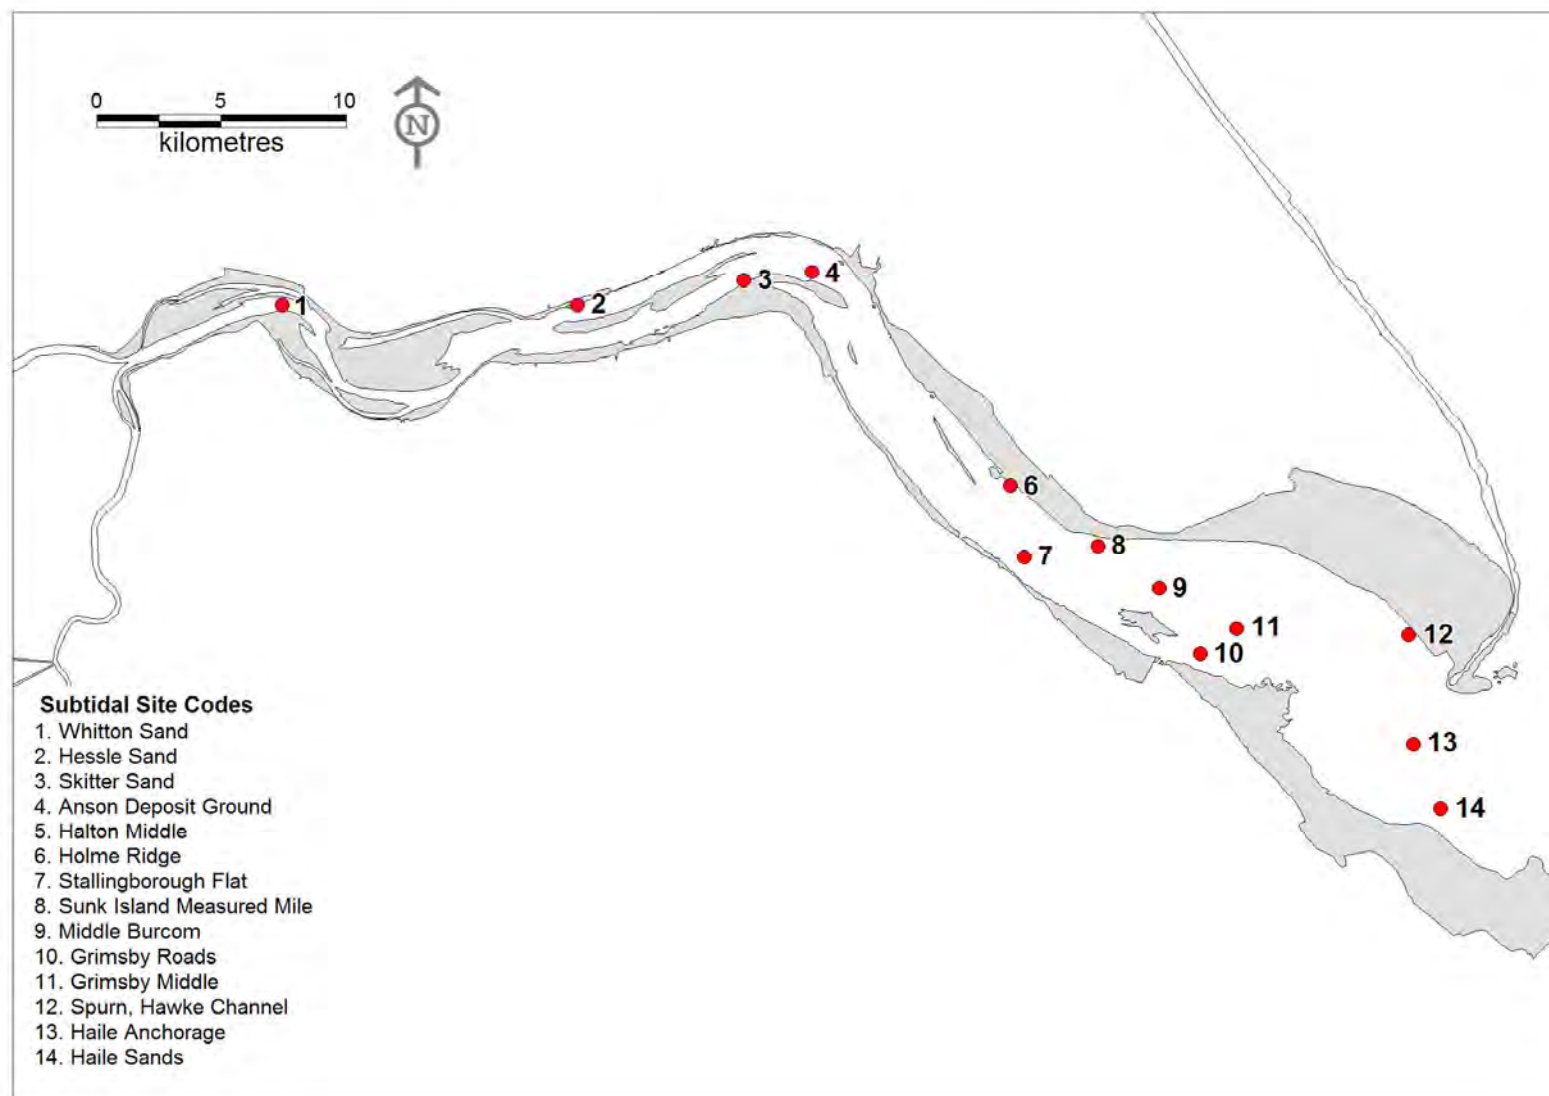 0 5 10
kilometres
N
1
2
3
4
6
7
8
9
11
10
12
13
14
Subtidal Site Codes
1. Whitton Sand
2. Hessle Sand
3. Skitter Sand
4. Anson Deposit Ground
5. Halton Middle
6. Holme Ridge
7. Stallingborough Flat
8. Sunk Island Measured Mile
9. Middle Burcom
10. Grimsby Roads
11. Grimsby Middle
12. Spurn, Hawke Channel
13. Haile Anchorage
14. Haile Sands